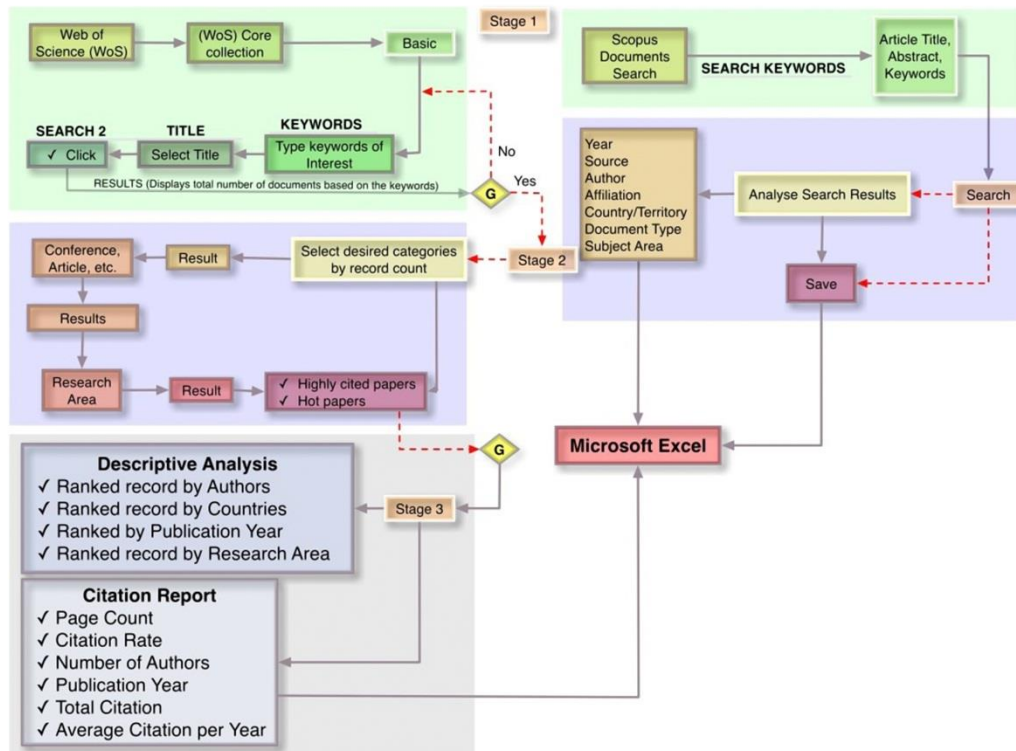 Stage 1
Web of
Science (WoS)
(WoS) Core
collection
Basic
KEYWORDS
Type keywords of
Interest
TITLE
Select Title
SEARCH 2
✓ Click
RESULTS (Displays total number of documents based on the keywords)
G
No
Yes
Stage 2
Select desired categories
by record count
Result
Conference,
Article, etc.
Results
Research
Area
Result
✓ Highly cited papers
✓ Hot papers
G
Stage 3
Descriptive Analysis
✓ Ranked record by Authors
✓ Ranked record by Countries
✓ Ranked by Publication Year
✓ Ranked record by Research Area
Citation Report
✓ Page Count
✓ Citation Rate
✓ Number of Authors
✓ Publication Year
✓ Total Citation
✓ Average Citation per Year
Scopus
Documents
Search
SEARCH KEYWORDS
Article Title,
Abstract,
Keywords
Search
Analyse Search Results
Year
Source
Author
Affiliation
Country/Territory
Document Type
Subject Area
Save
Microsoft Excel